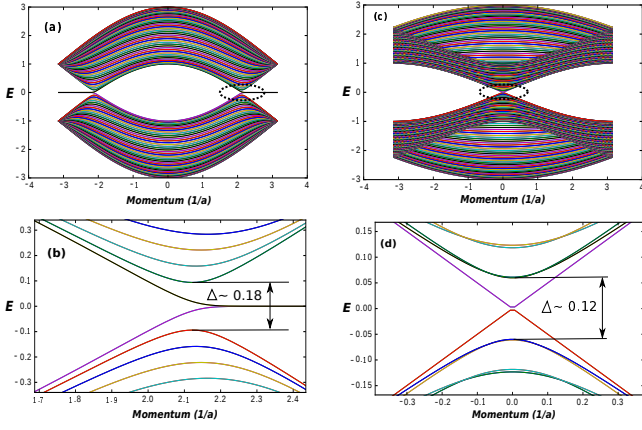 (a)
3
2
1
0
−1
−2
−3
E
−4 −3 −2 −1 0 1 2 3 4
Momentum (1/a)
(c)
3
2
1
0
−1
−2
−3
E
−4 −3 −2 −1 0 1 2 3 4
Momentum (1/a)
(b)
0.3
0.2
0.1
0.0
−0.1
−0.2
−0.3
E
Δ~ 0.18
1.7 1.8 1.9 2.0 2.1 2.2 2.3 2.4
Momentum (1/a)
(d)
0.15
0.10
0.05
0.00
−0.05
−0.10
−0.15
E
Δ~ 0.12
−0.3 −0.2 −0.1 0.0 0.1 0.2 0.3
Momentum (1/a)